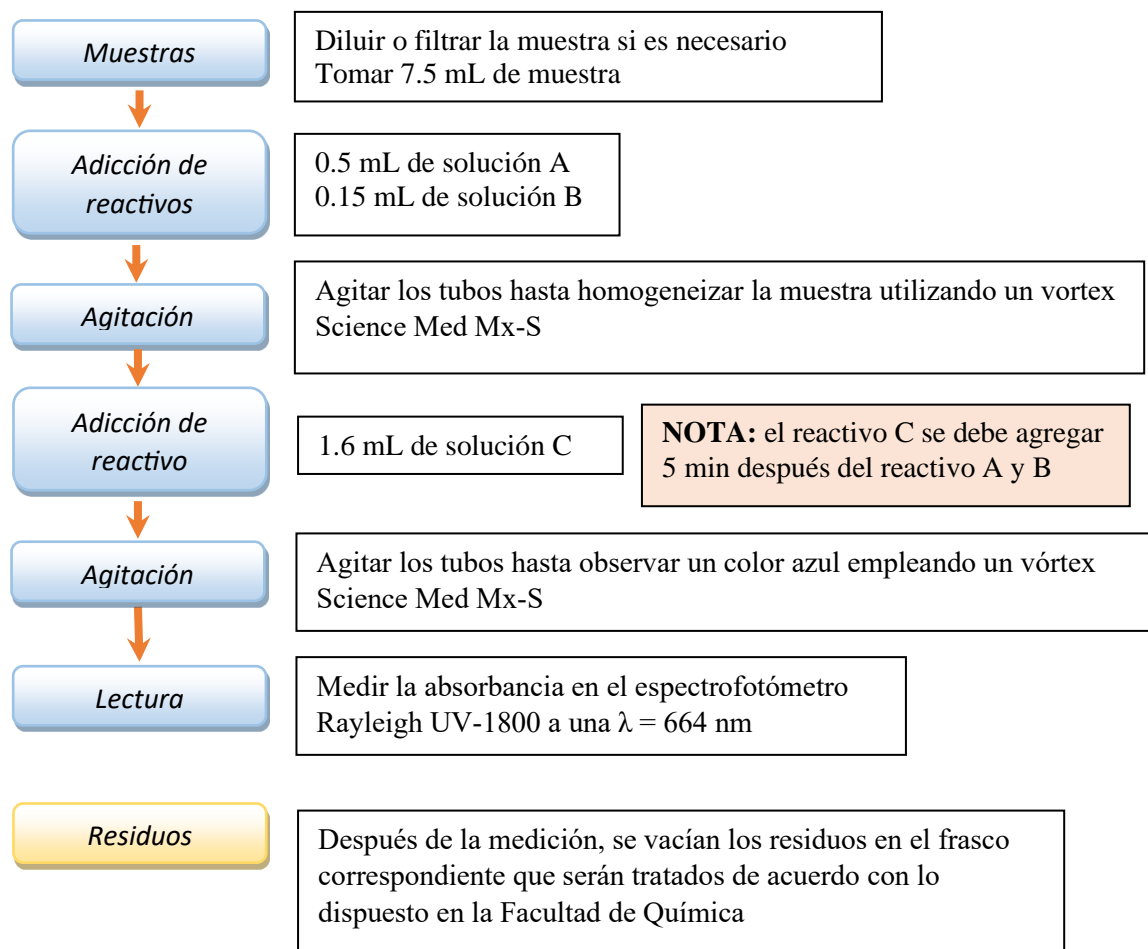 Muestras
Diluir o filtrar la muestra si es necesario
Tomar 7.5 mL de muestra
Adicción de
reactivos
0.5 mL de solución A
0.15 mL de solución B
Agitación
Agitar los tubos hasta homogeneizar la muestra utilizando un vortex
Science Med Mx-S
Adicción de
reactivo
1.6 mL de solución C
NOTA: el reactivo C se debe agregar
5 min después del reactivo A y B
Agitación
Agitar los tubos hasta observar un color azul empleando un vórtex
Science Med Mx-S
Lectura
Medir la absorbancia en el espectrofotómetro
Rayleigh UV-1800 a una λ = 664 nm
Residuos
Después de la medición, se vacían los residuos en el frasco
correspondiente que serán tratados de acuerdo con lo
dispuesto en la Facultad de Química